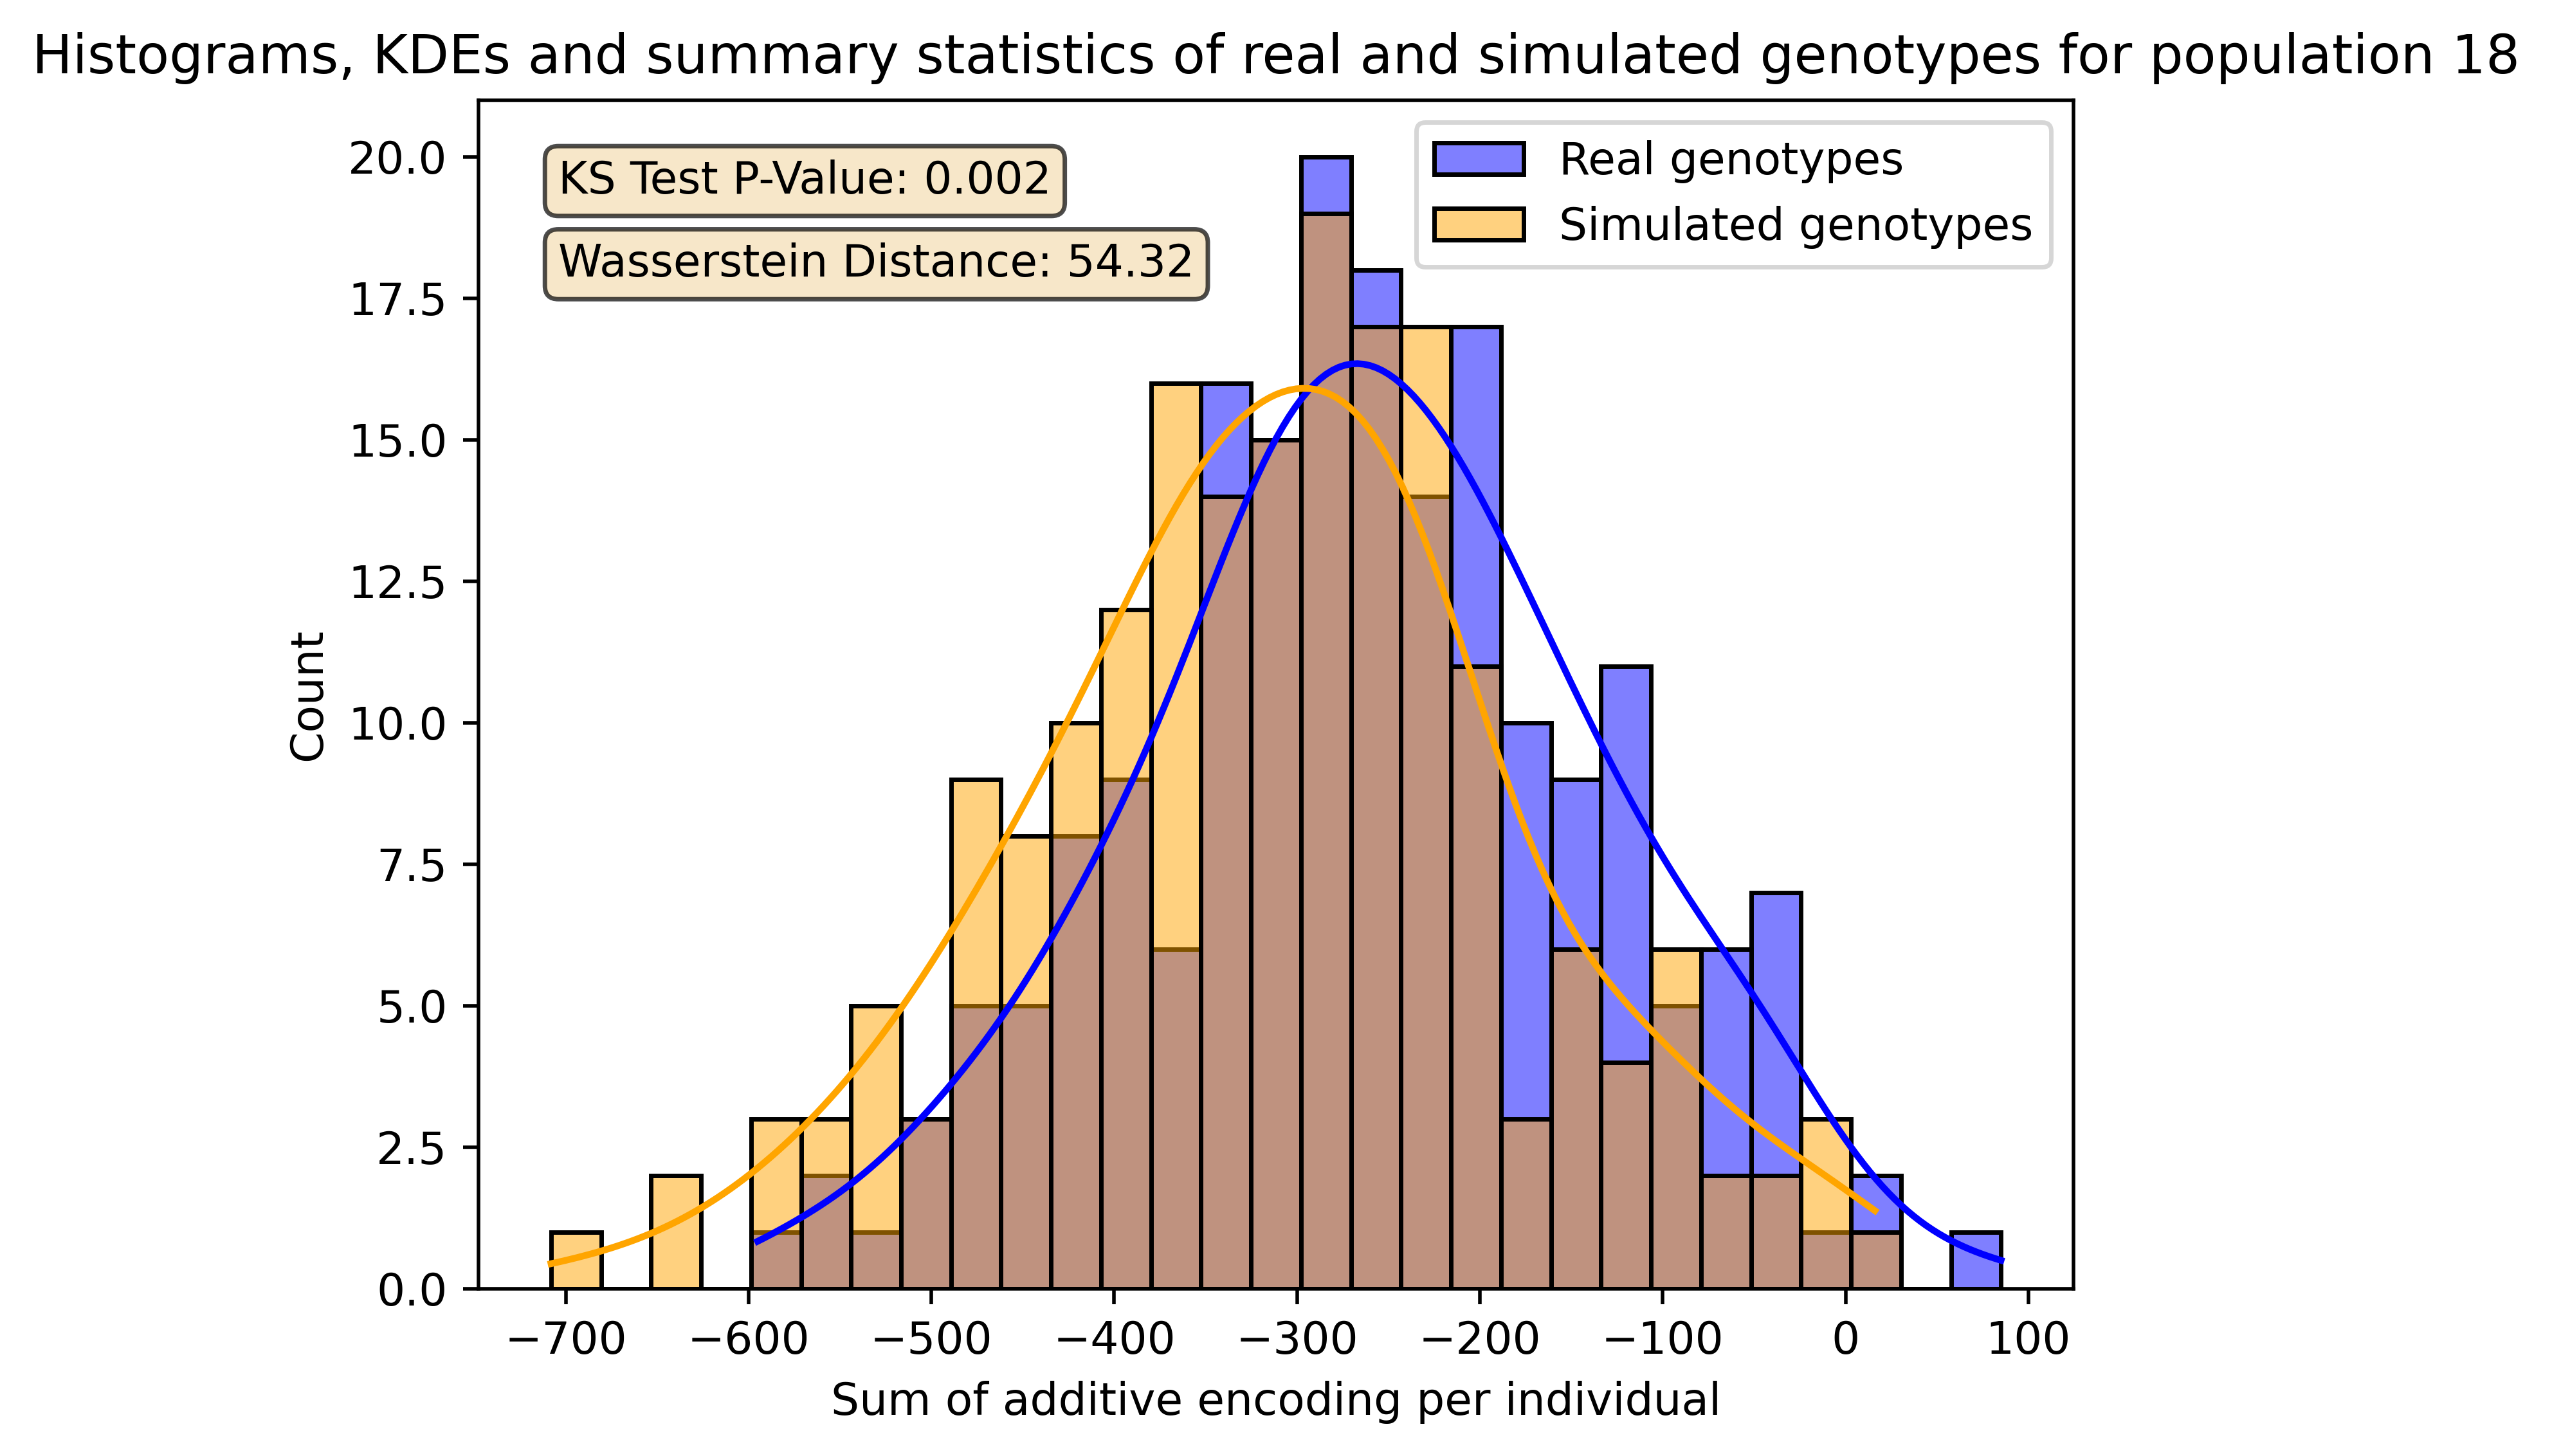 Histograms, KDEs and summary statistics of real and simulated genotypes for population 18
KS Test P-Value: 0.002
Wasserstein Distance: 54.32
Real genotypes
Simulated genotypes
Count
20.0
17.5
15.0
12.5
10.0
7.5
5.0
2.5
0.0
−700 −600 −500 −400 −300 −200 −100 0 100
Sum of additive encoding per individual